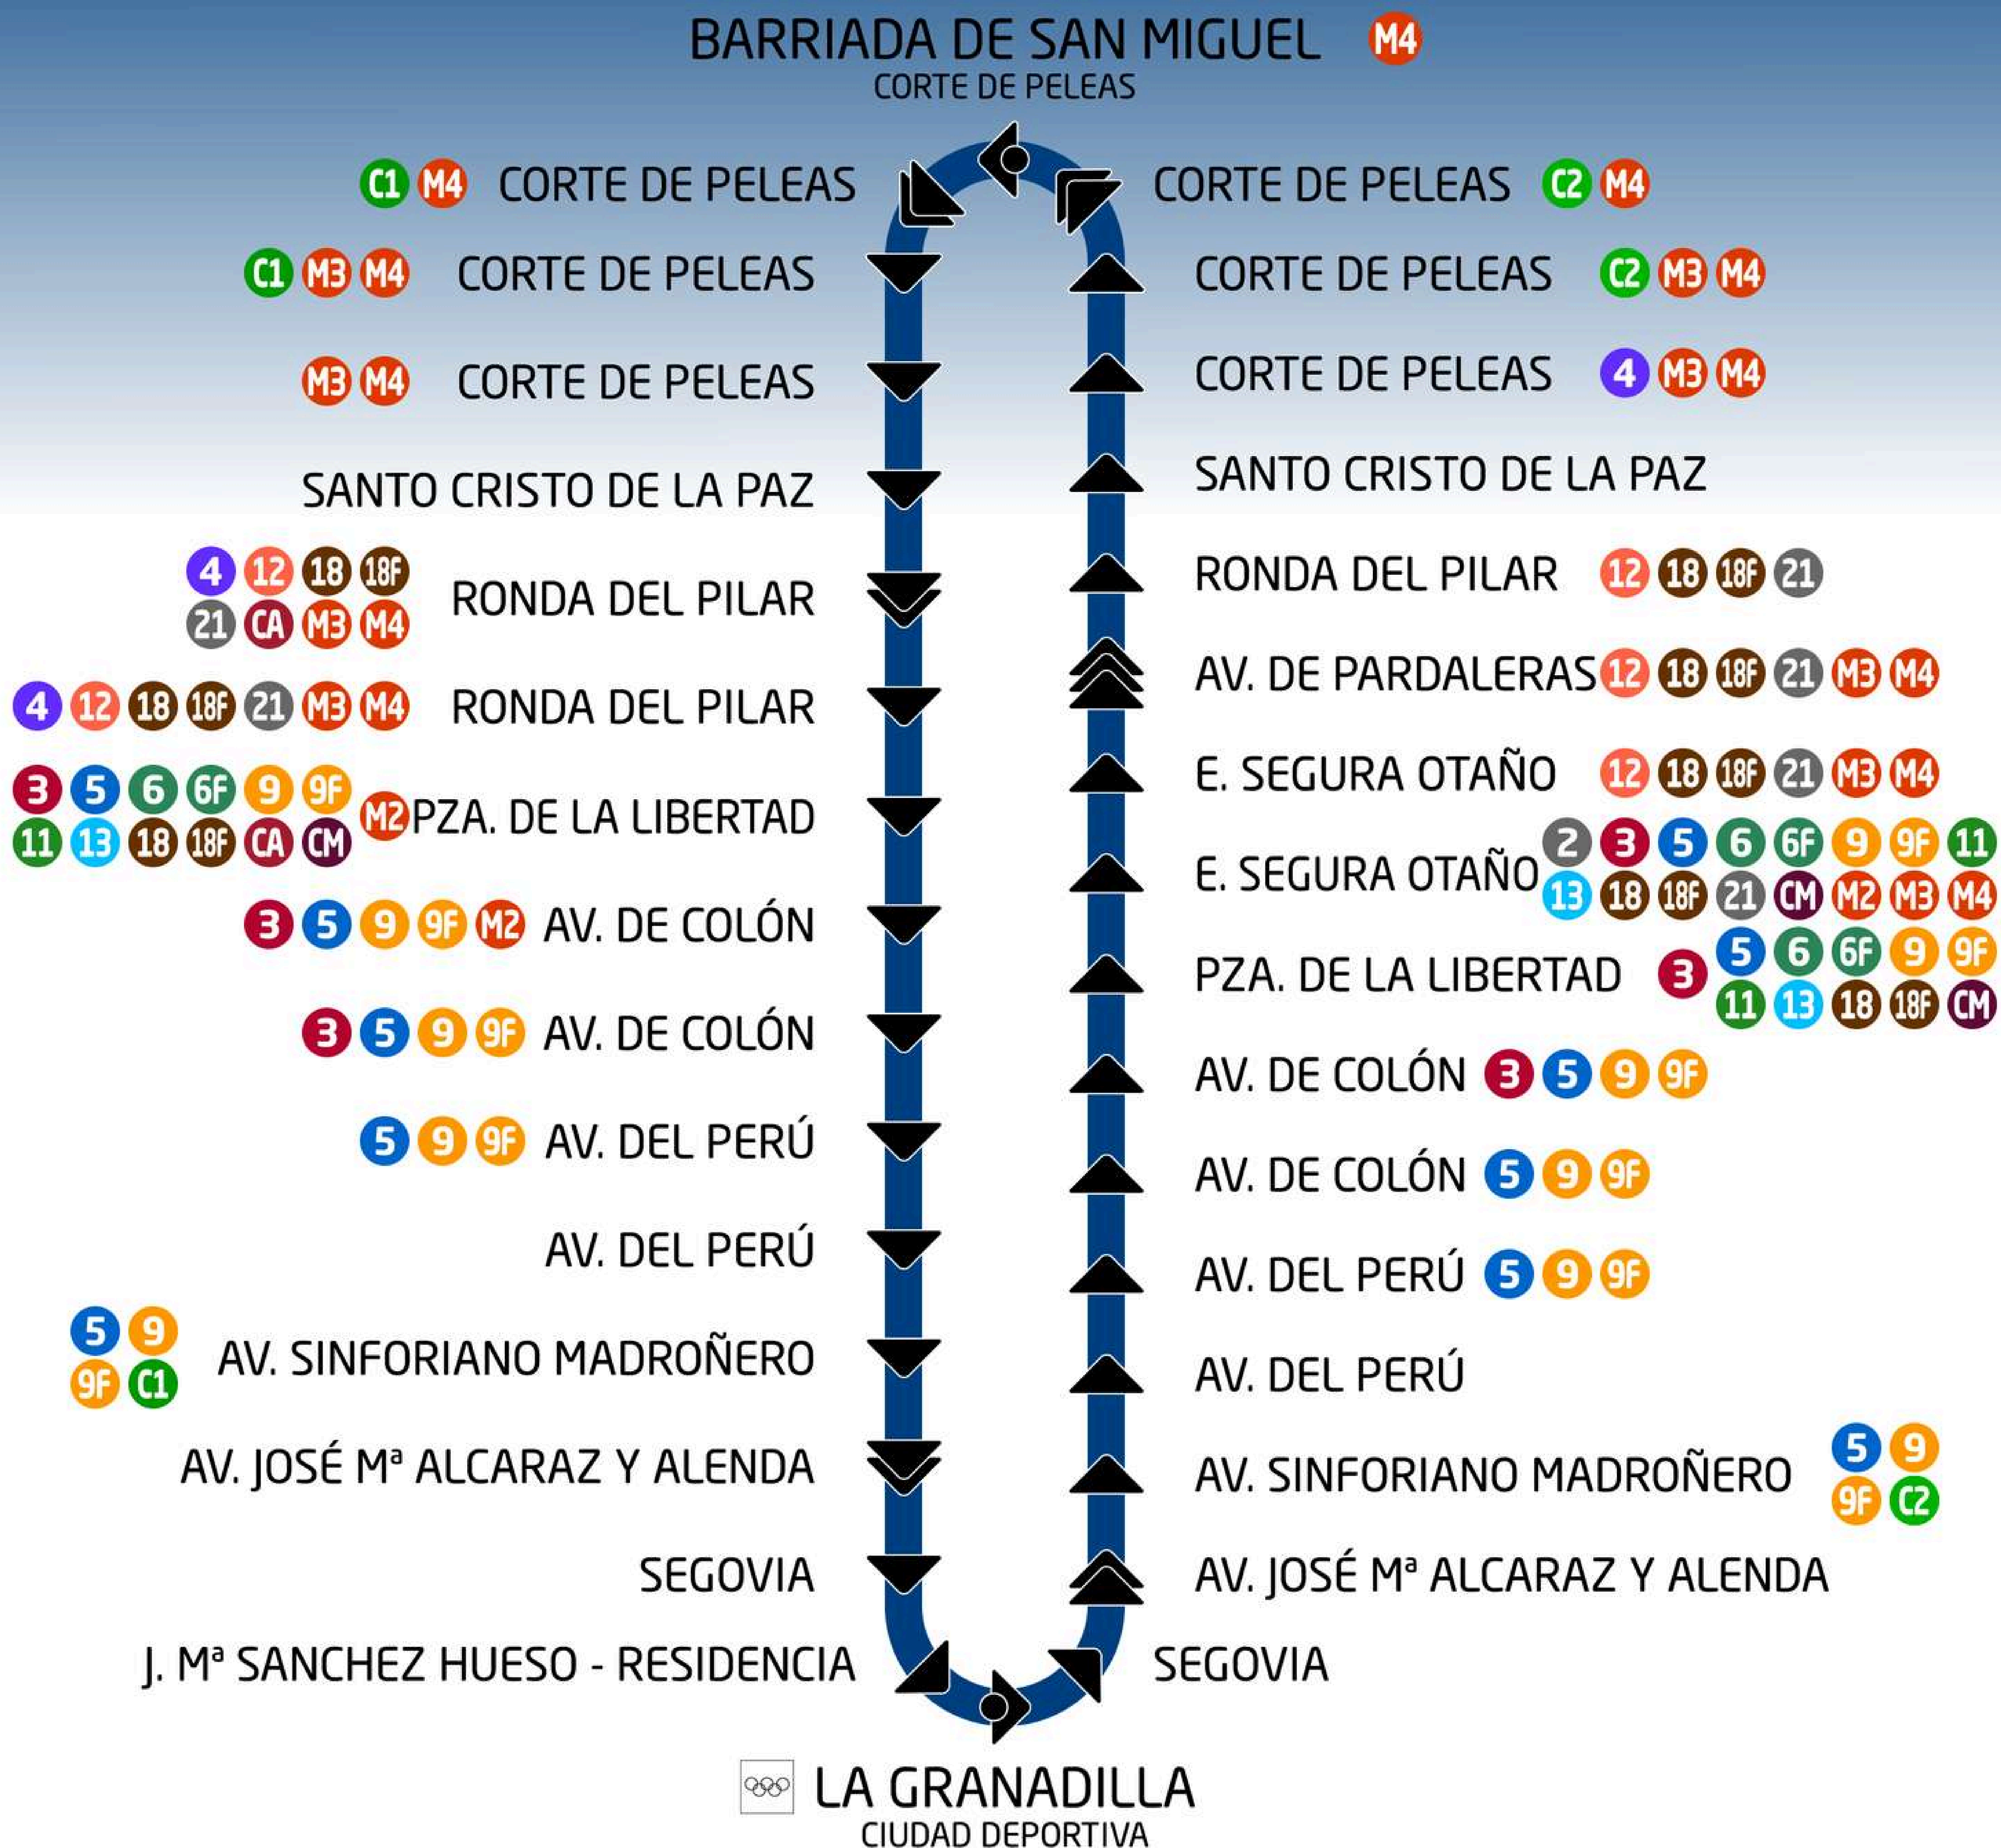 BARRIADA DE SAN MIGUEL M4
CORTE DE PELEAS
C1 M4 CORTE DE PELEAS
C1 M3 M4 CORTE DE PELEAS
M3 M4 CORTE DE PELEAS
SANTO CRISTO DE LA PAZ
4 12 18 18F
21 CA M3 M4
RONDA DEL PILAR
4 12 18 18F 21 M3 M4 RONDA DEL PILAR
3 5 6 6F 9 9F
11 13 18 18F CA CM
M2 PZA. DE LA LIBERTAD
3 5 9 9F M2 AV. DE COLÓN
3 5 9 9F AV. DE COLÓN
5 9 9F AV. DEL PERÚ
AV. DEL PERÚ
5 9
9F C1
AV. SINFORIANO MADROÑERO
AV. JOSÉ Mª ALCARAZ Y ALENDA
SEGOVIA
J. Mª SANCHEZ HUESO - RESIDENCIA
CORTE DE PELEAS C2 M4
CORTE DE PELEAS C2 M3 M4
CORTE DE PELEAS 4 M3 M4
SANTO CRISTO DE LA PAZ
RONDA DEL PILAR 12 18 18F 21
AV. DE PARDALERAS 12 18 18F 21 M3 M4
E. SEGURA OTAÑO 12 18 18F 21 M3 M4
E. SEGURA OTAÑO
2 3 5 6 6F 9 9F 11
13 18 18F 21 CM M2 M3 M4
PZA. DE LA LIBERTAD 3
5 6 6F 9 9F
11 13 18 18F CM
AV. DE COLÓN 3 5 9 9F
AV. DE COLÓN 5 9 9F
AV. DEL PERÚ 5 9 9F
AV. DEL PERÚ
AV. SINFORIANO MADROÑERO
5 9
9F C2
AV. JOSÉ Mª ALCARAZ Y ALENDA
SEGOVIA
LA GRANADILLA
CIUDAD DEPORTIVA